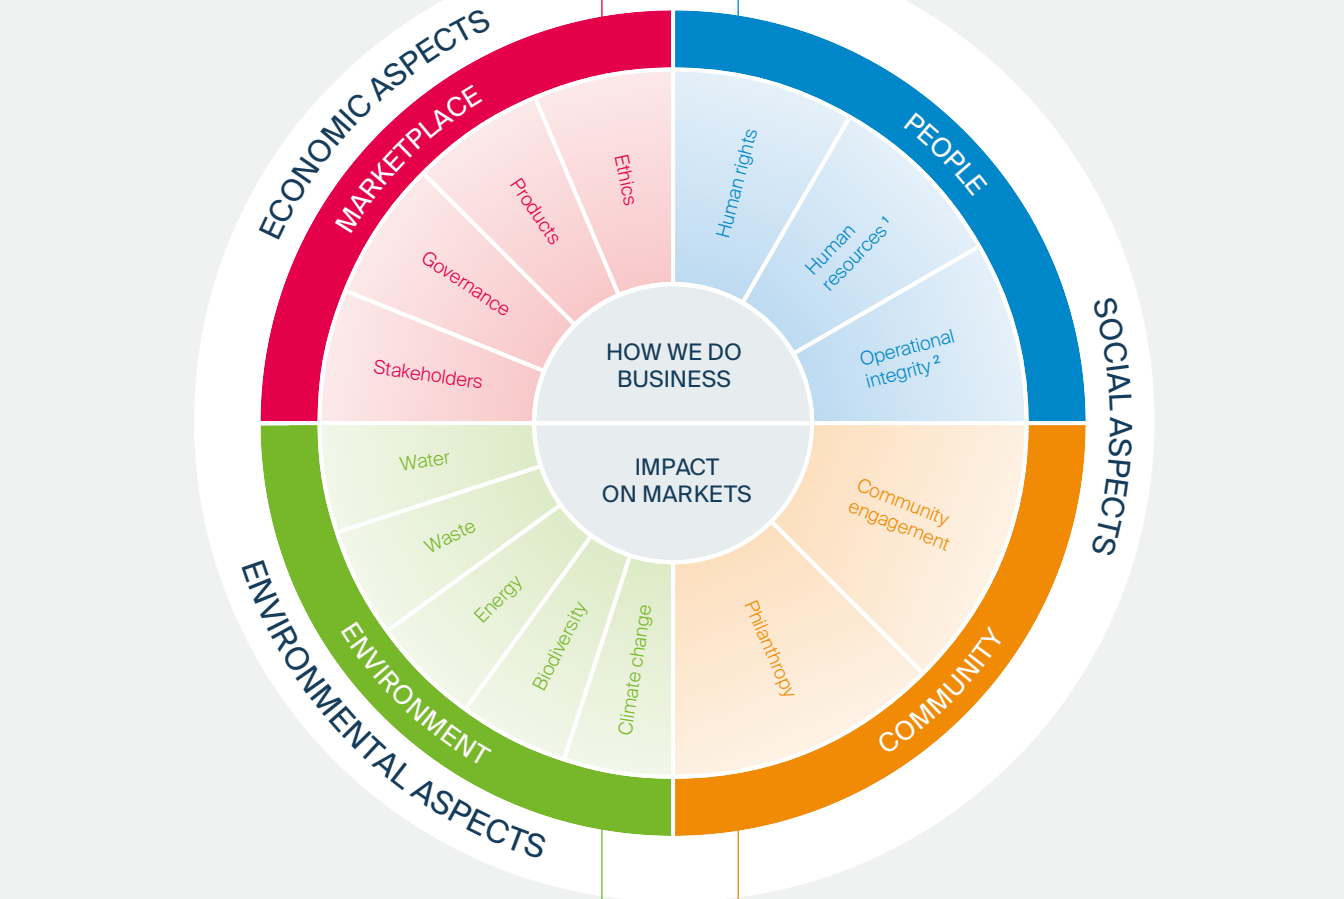 ECONOMIC ASPECTS
MARKETPLACE
Ethics
Products
Governance
Stakeholders
PEOPLE
Human rights
Human
resources ¹
Operational
integrity ²
SOCIAL ASPECTS
HOW WE DO
BUSINESS
IMPACT
ON MARKETS
Water
Waste
Energy
Biodiversity
Climate change
ENVIRONMENT
ENVIRONMENTAL ASPECTS
Community
engagement
Philanthropy
COMMUNITY